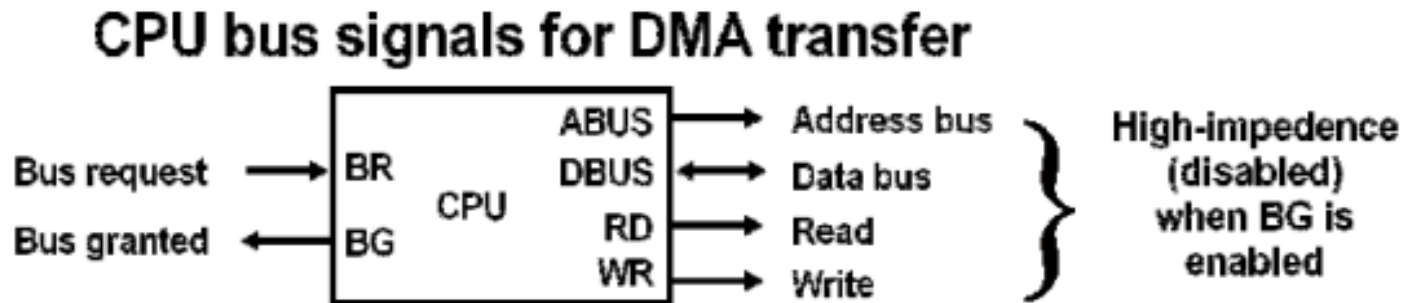 CPU bus signals for DMA transfer
ABUS Address bus
Bus request BR DBUS Data bus
CPU
Bus granted BG RD Read
WR Write
High-impedence
(disabled)
when BG is
enabled